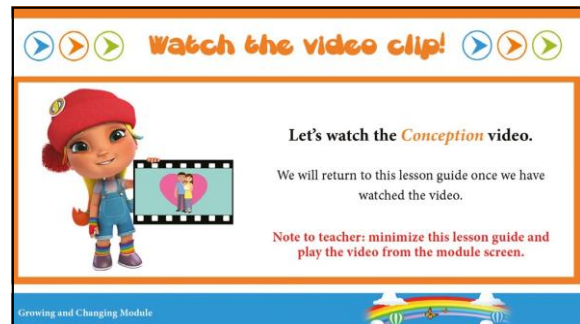 Watch the video clip!
Let's watch the Conception video.
We will return to this lesson guide once we have
watched the video.
Note to teacher: minimize this lesson guide and
play the video from the module screen.
Growing and Changing Module